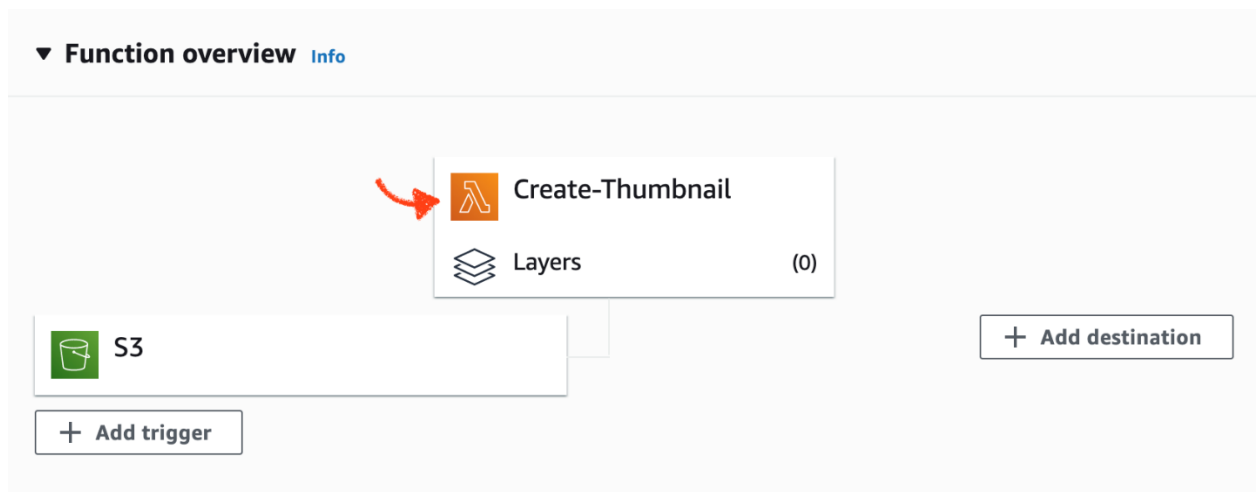 Function overview Info
Create-Thumbnail
Layers (0)
S3
+ Add destination
+ Add trigger